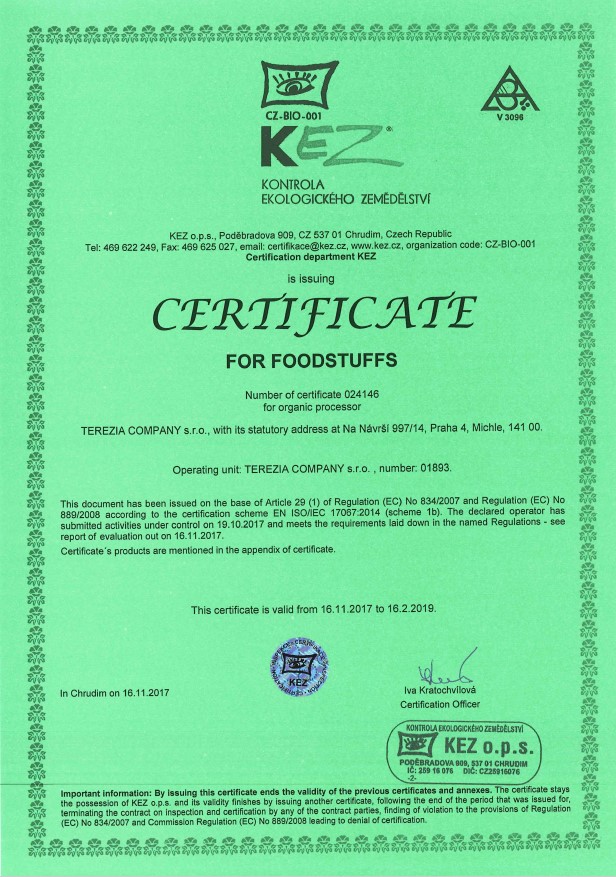 CZ-BIO-001
V 3096
KEZ®
KONTROLA
EKOLOGICKÉHO ZEMĚDĚLSTVÍ
KEZ o.p.s., Poděbradova 909, CZ 537 01 Chrudim, Czech Republic
Tel: 469 622 249, Fax: 469 625 027, email: certifikace@kez.cz, www.kez.cz, organization code: CZ-BIO-001
Certification department KEZ
is issuing
CERTIFICATE
FOR FOODSTUFFS
Number of certificate 024146
for organic processor
TEREZIA COMPANY s.r.o., with its statutory address at Na Návrší 997/14, Praha 4, Michle, 141 00.
Operating unit: TEREZIA COMPANY s.r.o. , number: 01893.
This document has been issued on the base of Article 29 (1) of Regulation (EC) No 834/2007 and Regulation (EC) No
889/2008 according to the certification scheme EN ISO/IEC 17067:2014 (scheme 1b). The declared operator has
submitted activities under control on 19.10.2017 and meets the requirements laid down in the named Regulations - see
report of evaluation out on 16.11.2017.
Certificate´s products are mentioned in the appendix of certificate.
This certificate is valid from 16.11.2017 to 16.2.2019.
KEZ
In Chrudim on 16.11.2017
Iva Kratochvílová
Certification Officer
KONTROLA EKOLOGICKÉHO ZEMĚDĚLSTVÍ
KEZ o.p.s.
PODĚBRADOVA 909, 537 01 CHRUDIM
IČ: 259 16 076 DIČ: CZ25916076
-2-
Important information: By issuing this certificate ends the validity of the previous certificates and annexes. The certificate stays
the possession of KEZ o.p.s. and its validity finishes by issuing another certificate, following the end of the period that was issued for,
terminating the contract on inspection and certification by any of the contract parties, finding of violation to the provisions of Regulation
(EC) No 834/2007 and Commission Regulation (EC) No 889/2008 leading to denial of certification.